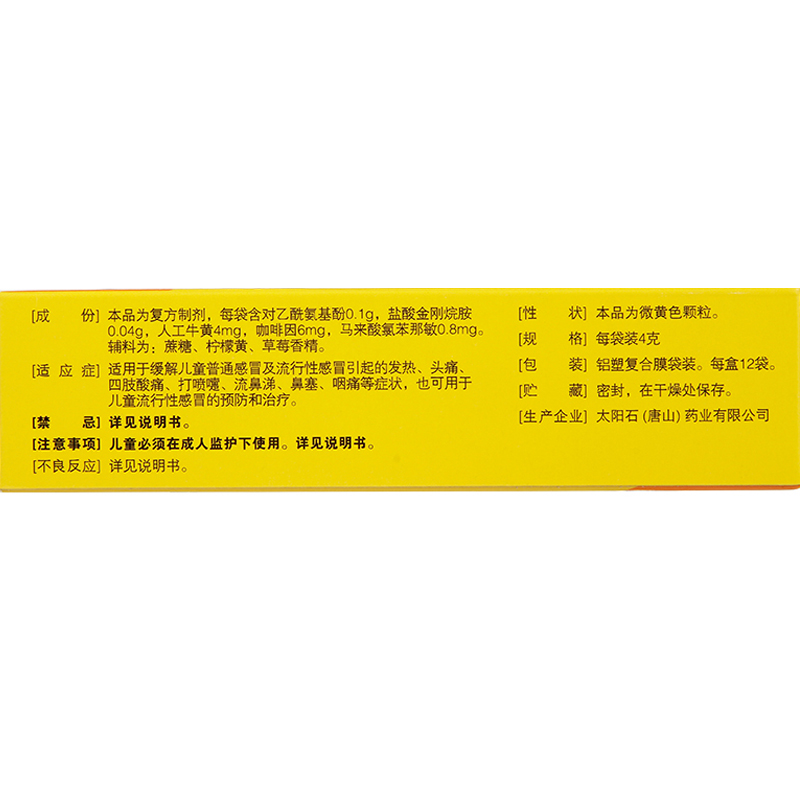 [成份] 本品为复方制剂，每袋含对乙酰氨基酚0.1g，盐酸金刚烷胺
0.04g，人工牛黄4mg，咖啡因6mg，马来酸氯苯那敏0.8mg。
辅料为：蔗糖、柠檬黄、草莓香精。
[适应症] 适用于缓解儿童普通感冒及流行性感冒引起的发热、头痛、
四肢酸痛、打喷嚏、流鼻涕、鼻塞、咽痛等症状，也可用于
儿童流行性感冒的预防和治疗。
[禁忌] 详见说明书。
[注意事项] 儿童必须在成人监护下使用。详见说明书。
[不良反应] 详见说明书。
[性状] 本品为微黄色颗粒。
[规格] 每袋装4克
[包装] 铝塑复合膜袋装。每盒12袋。
[贮藏] 密封，在干燥处保存。
[生产企业] 太阳石(唐山)药业有限公司